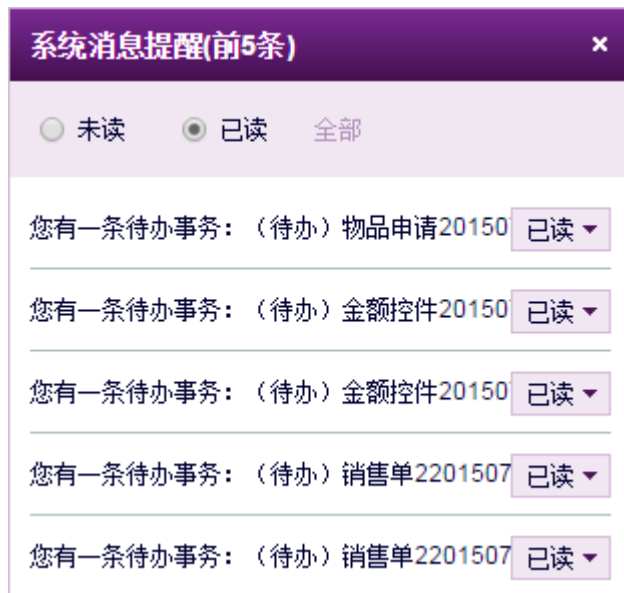 系统消息提醒(前5条) ×
未读 已读 全部
您有一条待办事务：（待办）物品申请20150 已读
您有一条待办事务：（待办）金额控件20150 已读
您有一条待办事务：（待办）金额控件20150 已读
您有一条待办事务：（待办）销售单2201507 已读
您有一条待办事务：（待办）销售单2201507 已读